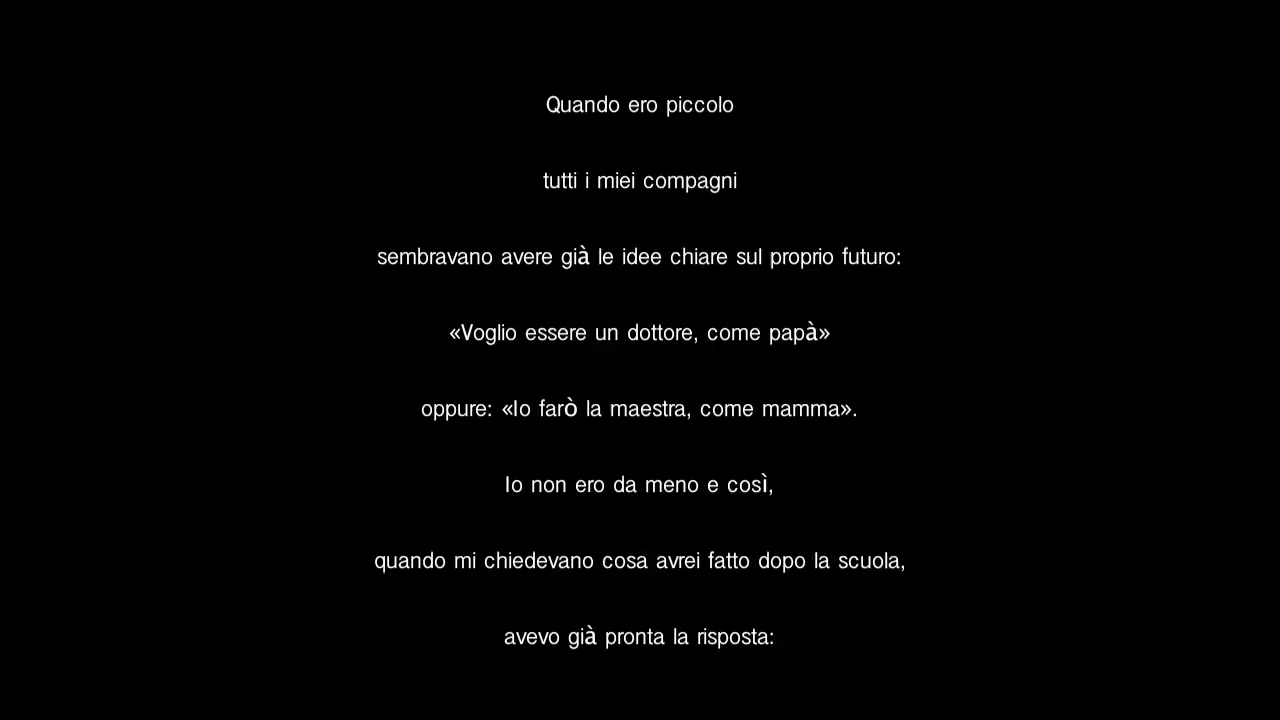 Quando ero piccolo
tutti i miei compagni
sembravano avere già le idee chiare sul proprio futuro:
«Voglio essere un dottore, come papà»
oppure: «Io farò la maestra, come mamma».
Io non ero da meno e così,
quando mi chiedevano cosa avrei fatto dopo la scuola,
avevo già pronta la risposta: